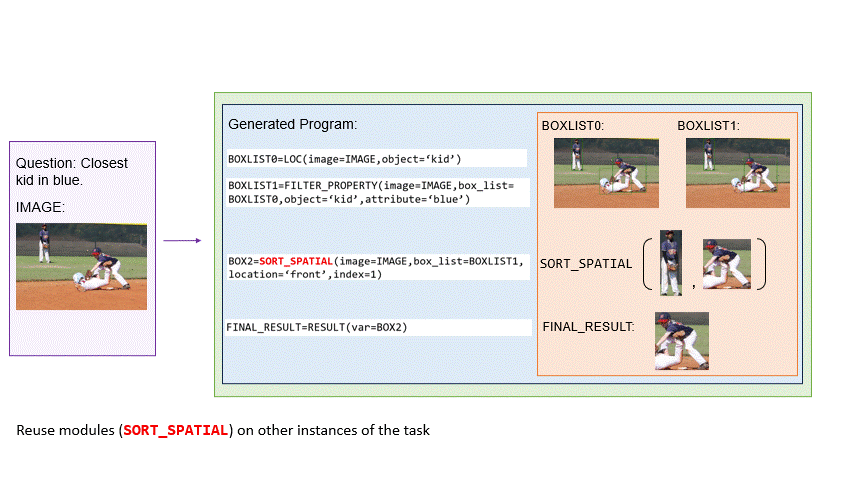 Question: Closest
kid in blue.
IMAGE:
Generated Program:
BOXLIST0=LOC(image=IMAGE,object=‘kid’)
BOXLIST1=FILTER_PROPERTY(image=IMAGE,box_list=
BOXLIST0,object=‘kid’,attribute=‘blue’)
BOX2=SORT_SPATIAL(image=IMAGE,box_list=BOXLIST1,
location=‘front’,index=1)
FINAL_RESULT=RESULT(var=BOX2)
BOXLIST0:
BOXLIST1:
SORT_SPATIAL ( , )
FINAL_RESULT:
Reuse modules (SORT_SPATIAL) on other instances of the task